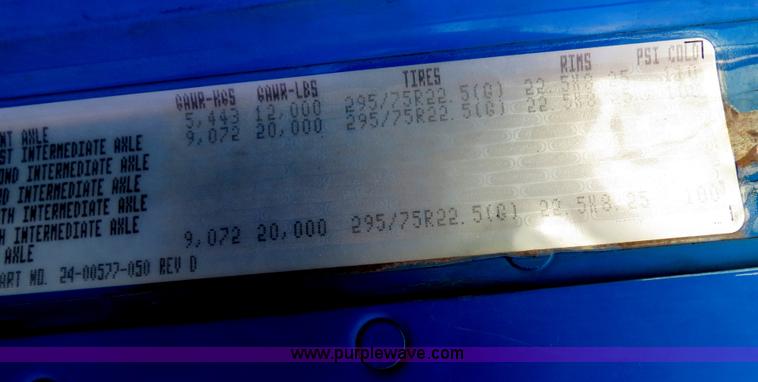 GAWR-KGS GAWR-LBS TIRES RIMS PSI COLD
NT AXLE 5,443 12,000 295/75R22.5(G) 22.5X8.25
ST INTERMEDIATE AXLE 9,072 20,000 295/75R22.5(G) 22.5X8
OND INTERMEDIATE AXLE
RD INTERMEDIATE AXLE
TH INTERMEDIATE AXLE
H INTERMEDIATE AXLE
AXLE 9,072 20,000 295/75R22.5(G) 22.5X8.25 100
ART NO. 24-00577-050 REV D
www.purplewave.com